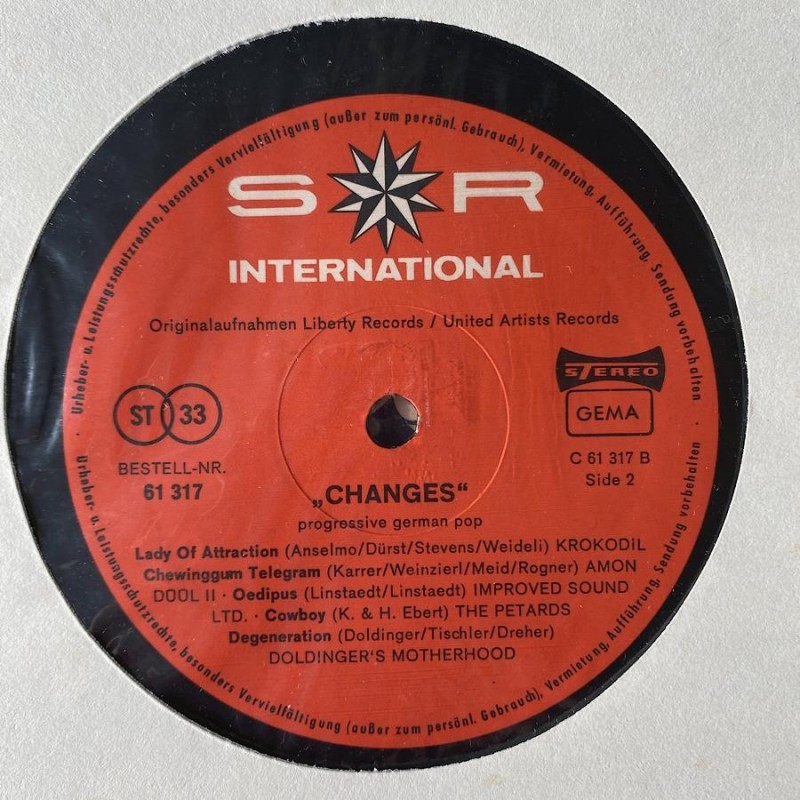 Urheber- u. Leistungsschutzrechte, besonders Vervielfältigung (außer zum persönl. Gebrauch), Vermietung, Aufführung, Sendung vorbehalten
S R
INTERNATIONAL
Originalaufnahmen Liberty Records / United Artists Records
STEREO
ST 33
GEMA
BESTELL-NR.
61 317
C 61 317 B
Side 2
„CHANGES“
progressive german pop
Lady Of Attraction (Anselmo/Dürst/Stevens/Weideli) KROKODIL
Chewinggum Telegram (Karrer/Weinzierl/Meid/Rogner) AMON
DÜÜL II · Oedipus (Linstaedt/Linstaedt) IMPROVED SOUND
LTD. · Cowboy (K. & H. Ebert) THE PETARDS
Degeneration (Doldinger/Tischler/Dreher)
DOLDINGER'S MOTHERHOOD
Urheber- u. Leistungsschutzrechte, besonders Vervielfältigung (außer zum persönl. Gebrauch), Vermietung, Aufführung, Sendung vorbehalten